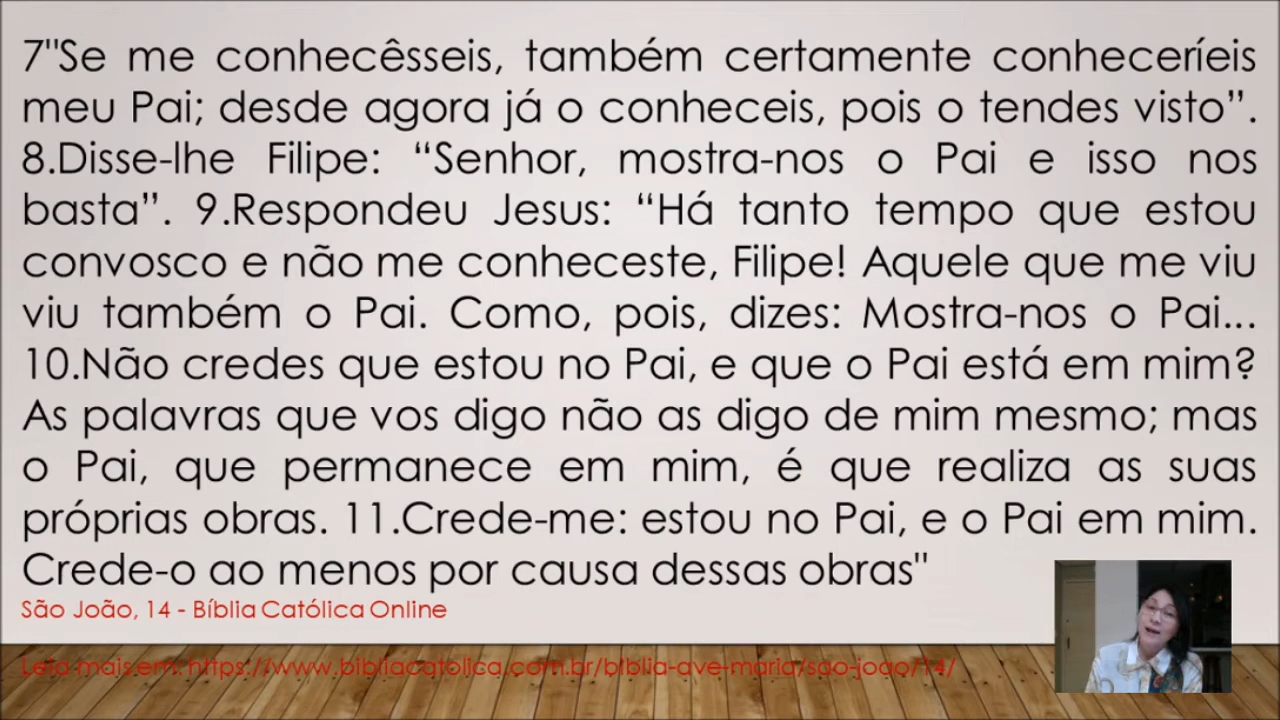 7"Se me conhecêsseis, também certamente conheceríeis
meu Pai; desde agora já o conheceis, pois o tendes visto”.
8.Disse-lhe Filipe: “Senhor, mostra-nos o Pai e isso nos
basta”. 9.Respondeu Jesus: “Há tanto tempo que estou
convosco e não me conheceste, Filipe! Aquele que me viu
viu também o Pai. Como, pois, dizes: Mostra-nos o Pai...
10.Não credes que estou no Pai, e que o Pai está em mim?
As palavras que vos digo não as digo de mim mesmo; mas
o Pai, que permanece em mim, é que realiza as suas
próprias obras. 11.Crede-me: estou no Pai, e o Pai em mim.
Crede-o ao menos por causa dessas obras"
São João, 14 - Bíblia Católica Online
Leia mais em: https://www.bibliacatolica.com.br/biblia-ave-maria/sao-joao/14/